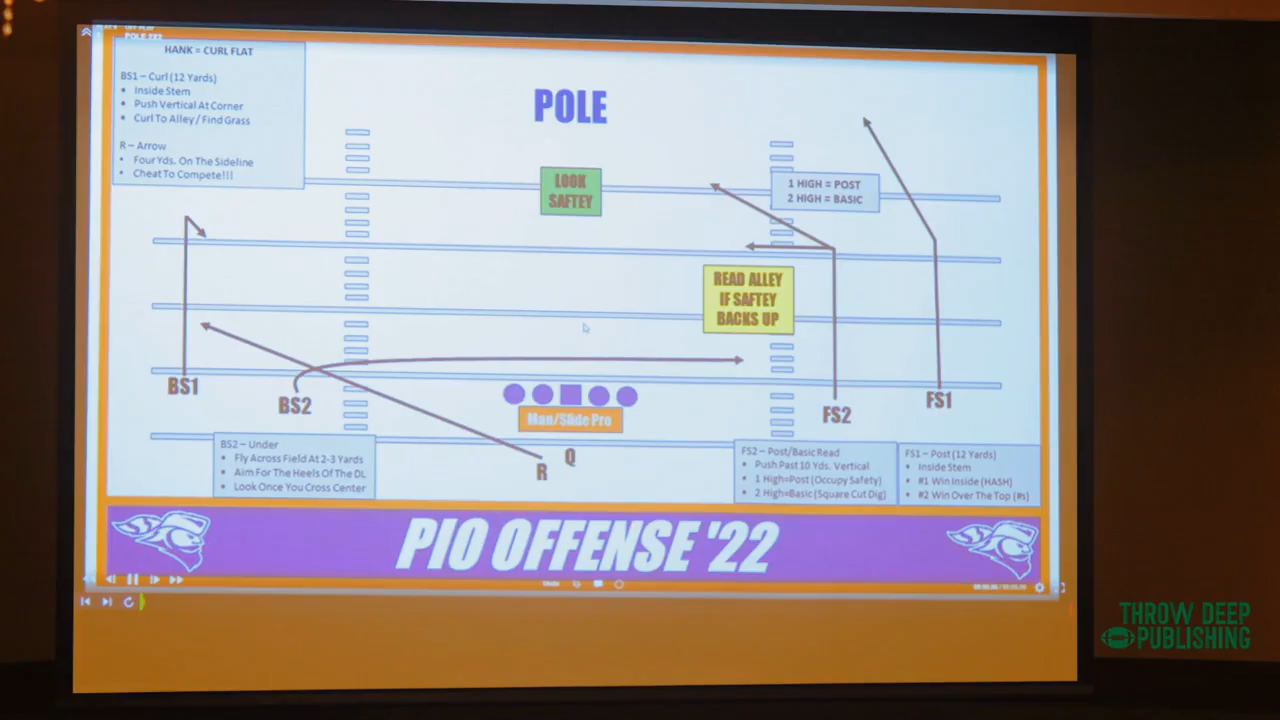 POLE 2X2
HANK = CURL FLAT
BS1 – Curl (12 Yards)
• Inside Stem
• Push Vertical At Corner
• Curl To Alley / Find Grass
R – Arrow
• Four Yds. On The Sideline
• Cheat To Compete!!!
POLE
LOOK
SAFTEY
1 HIGH = POST
2 HIGH = BASIC
READ ALLEY
IF SAFTEY
BACKS UP
BS1
BS2
FS2
FS1
Man/Slide Pro
R
Q
BS2 – Under
• Fly Across Field At 2-3 Yards
• Aim For The Heels Of The DL
• Look Once You Cross Center
FS2 – Post/Basic Read
• Push Past 10 Yds. Vertical
• 1 High=Post (Occupy Safety)
• 2 High=Basic (Square Cut Dig)
FS1 – Post (12 Yards)
• Inside Stem
• #1 Win Inside (HASH)
• #2 Win Over The Top (#s)
PIO OFFENSE '22
THROW DEEP
PUBLISHING